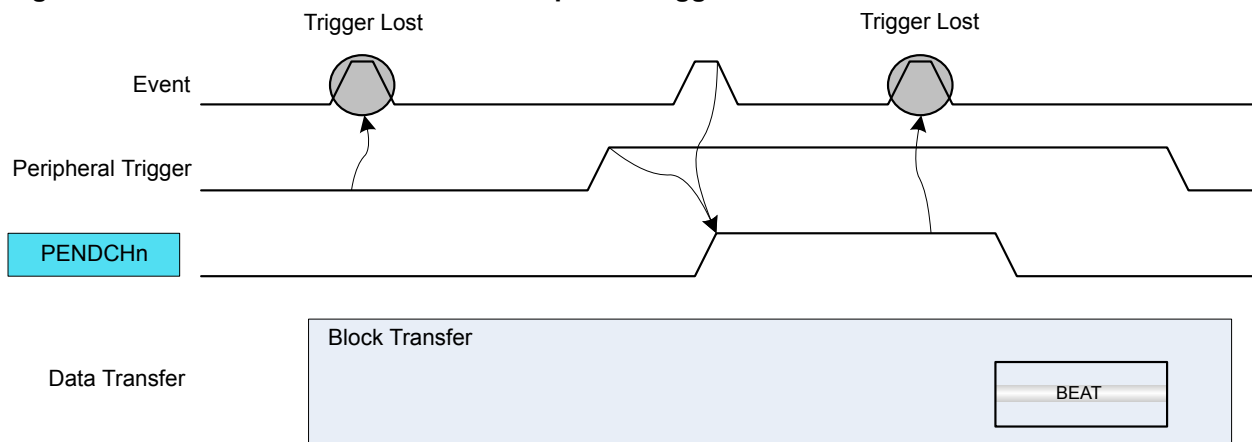 Trigger Lost
Trigger Lost
Event
Peripheral Trigger
PENDCHn
Block Transfer
Data Transfer
BEAT